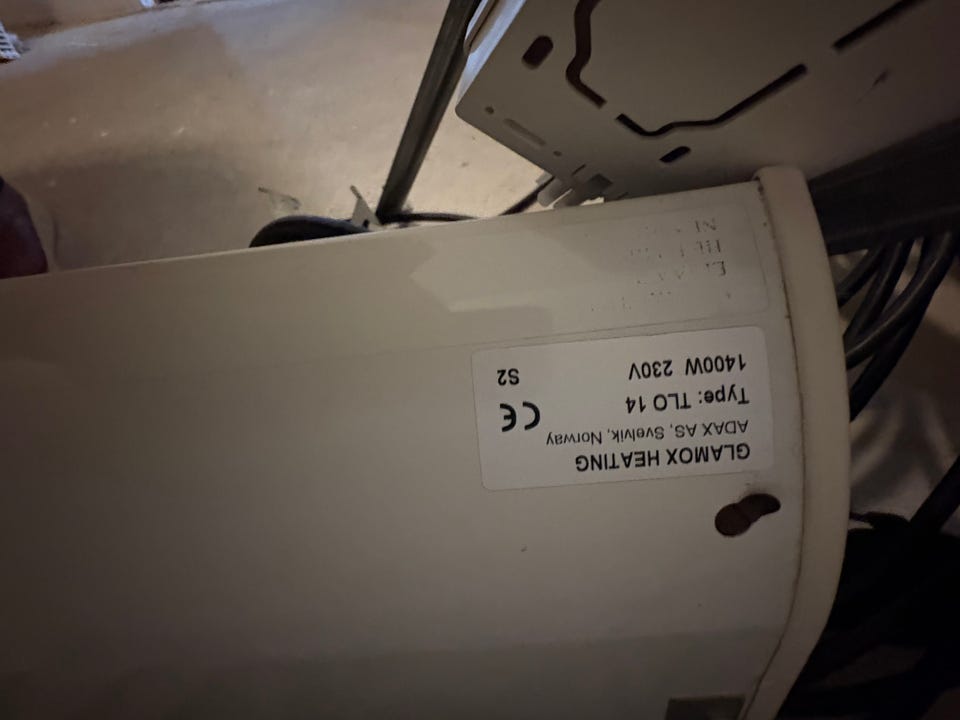 GLAMOX HEATING
ADAX AS, Svelvik, Norway
Type: TLO 14
1400W 230V
CE
S2